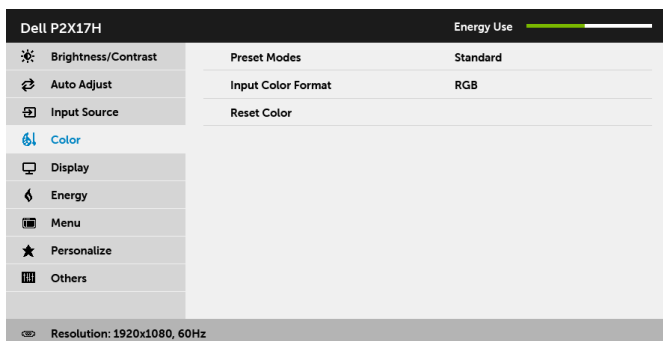 Dell P2X17H Energy Use
Brightness/Contrast Preset Modes Standard
Auto Adjust Input Color Format RGB
Input Source Reset Color
Color
Display
Energy
Menu
Personalize
Others
Resolution: 1920x1080, 60Hz